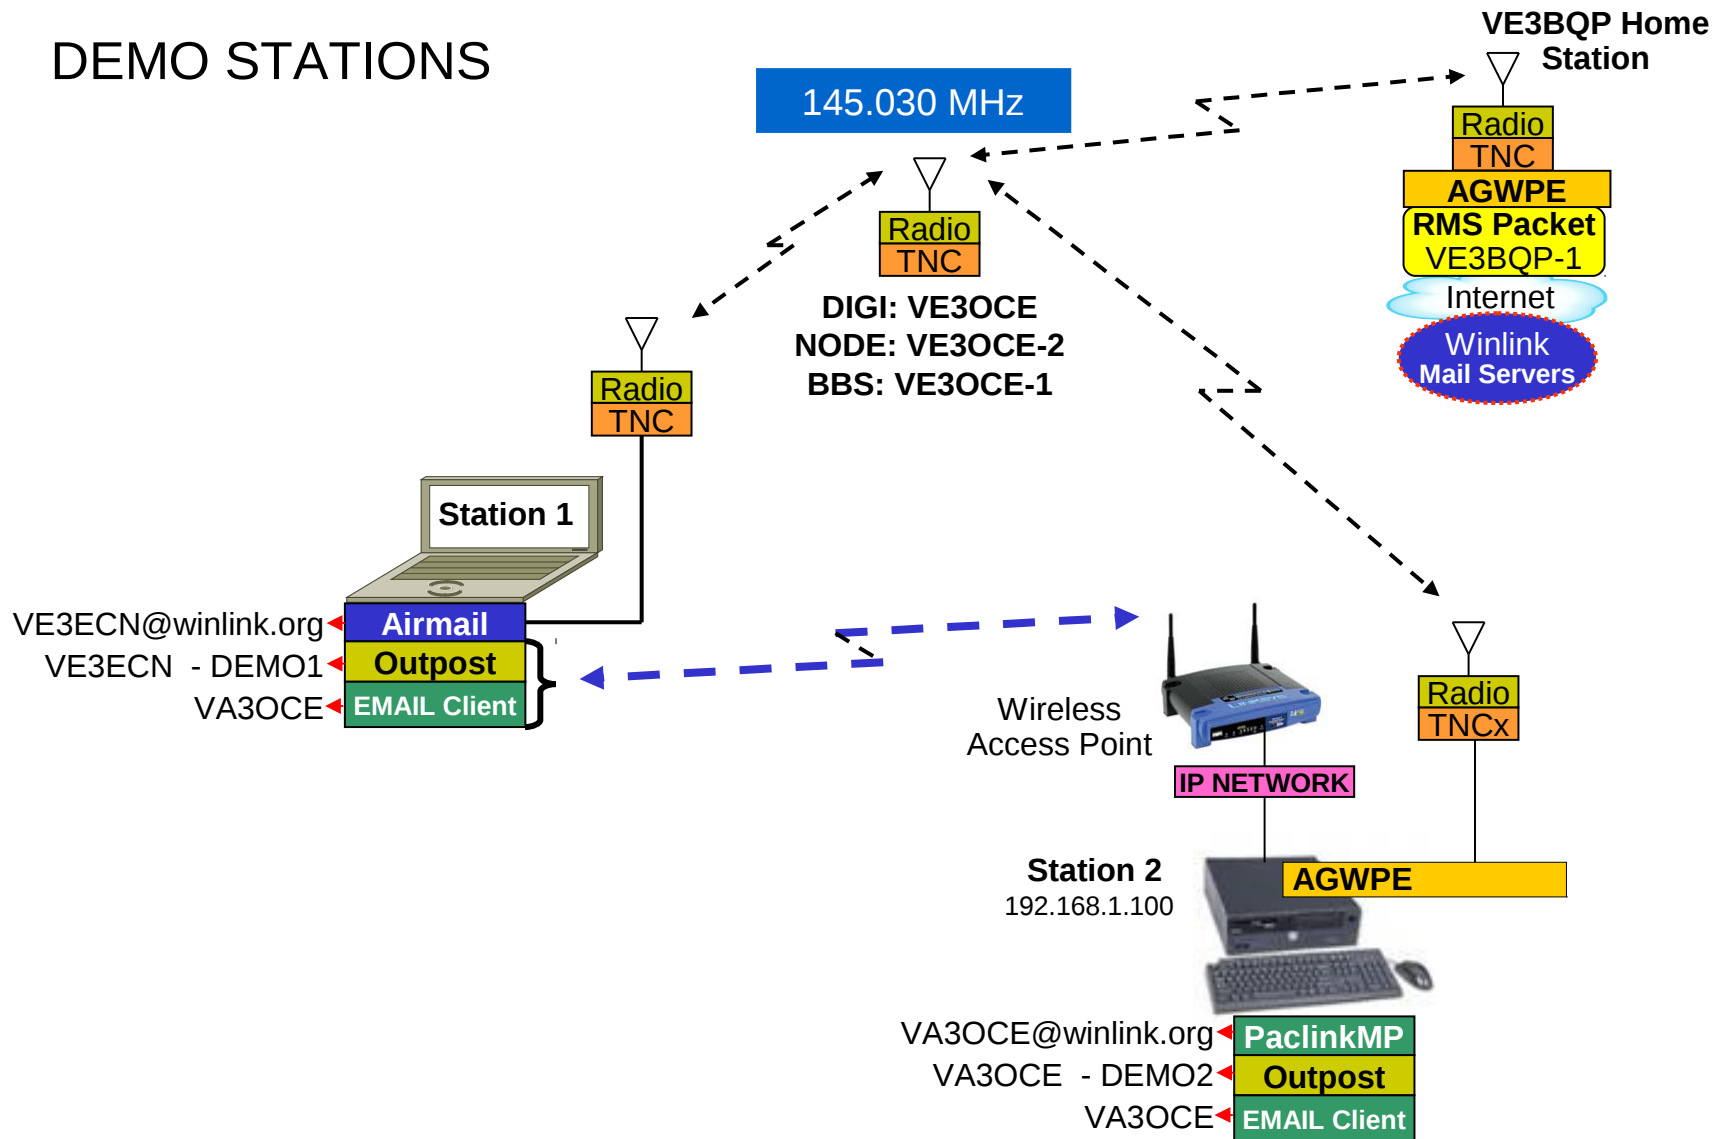 DEMO STATIONS
VE3BQP Home
Station
145.030 MHz
Radio
TNC
AGWPE
RMS Packet
VE3BQP-1
Internet
Winlink
Mail Servers
Radio
TNC
DIGI: VE3OCE
NODE: VE3OCE-2
BBS: VE3OCE-1
Radio
TNC
Station 1
VE3ECN@winlink.org
Airmail
VE3ECN - DEMO1
Outpost
VA3OCE
EMAIL Client
Wireless
Access Point
IP NETWORK
Radio
TNCx
Station 2
192.168.1.100
AGWPE
VA3OCE@winlink.org
PaclinkMP
VA3OCE - DEMO2
Outpost
VA3OCE
EMAIL Client